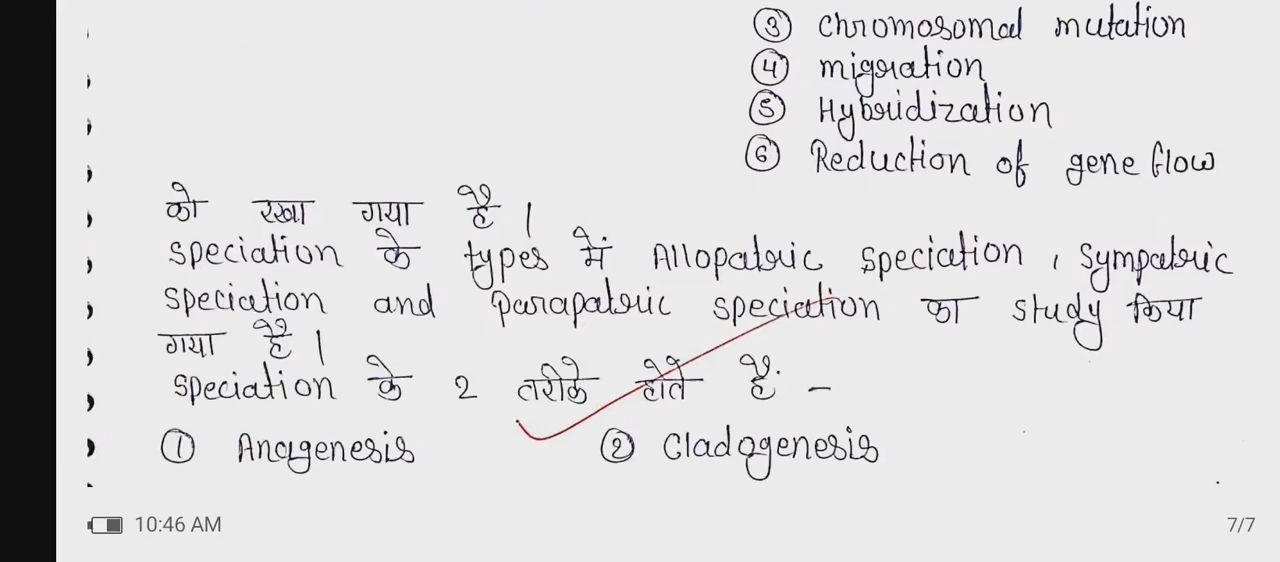 ③ Chromosomal mutation
④ migration
⑤ Hybridization
⑥ Reduction of gene flow
को रखा गया है |
Speciation के types में Allopatric speciation, Sympatric
speciation and parapatric speciation का study किया
गया है |
Speciation के 2 तरीके होते है -
① Anagenesis ② Cladogenesis
10:46 AM 7/7